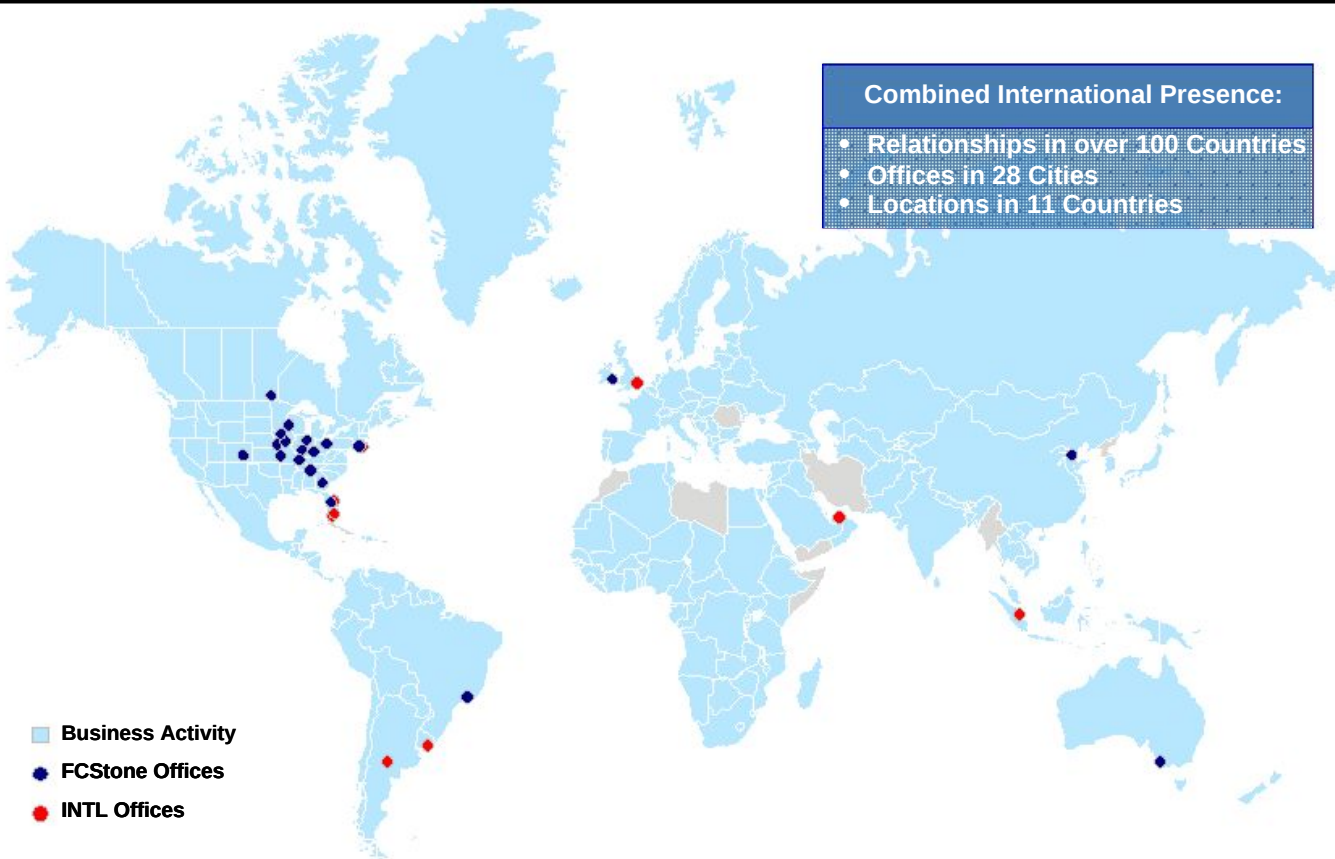 Combined International Presence:
• Relationships in over 100 Countries
• Offices in 28 Cities
• Locations in 11 Countries
Business Activity
FCStone Offices
INTL Offices